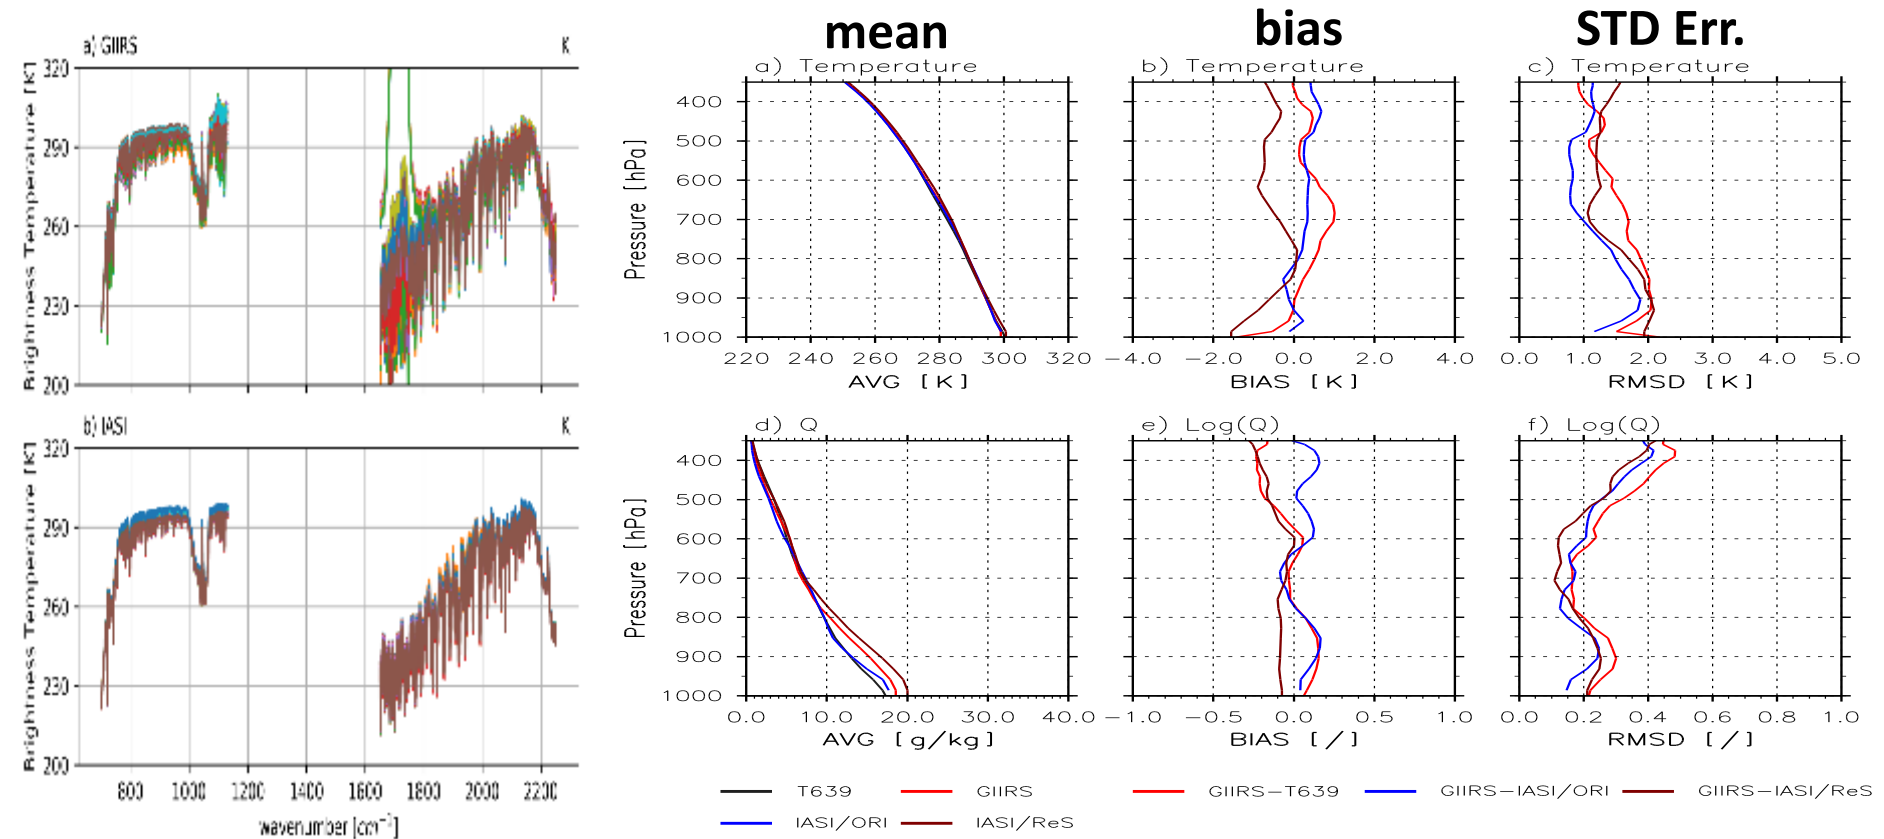 mean bias STD Err.
a) GIIRS K
320
290
260
230
200
Brightness Temperature [K]
b) IASI K
320
290
260
230
200
Brightness Temperature [K]
800 1000 1200 1400 1600 1800 2000 2200
wavenumber [cm⁻¹]
a) Temperature
400
500
600
700
800
900
1000
Pressure [hPa]
220 240 260 280 300 320
AVG [K]
b) Temperature
-4.0 -2.0 0.0 2.0 4.0
BIAS [K]
c) Temperature
0.0 1.0 2.0 3.0 4.0 5.0
RMSD [K]
d) Q
400
500
600
700
800
900
1000
Pressure [hPa]
0.0 10.0 20.0 30.0 40.0
AVG [g/kg]
e) Log(Q)
-1.0 -0.5 0.0 0.5 1.0
BIAS [/]
f) Log(Q)
0.0 0.2 0.4 0.6 0.8 1.0
RMSD [/]
T639 GIIRS
IASI/ORI IASI/ReS
GIIRS-T639 GIIRS-IASI/ORI GIIRS-IASI/ReS